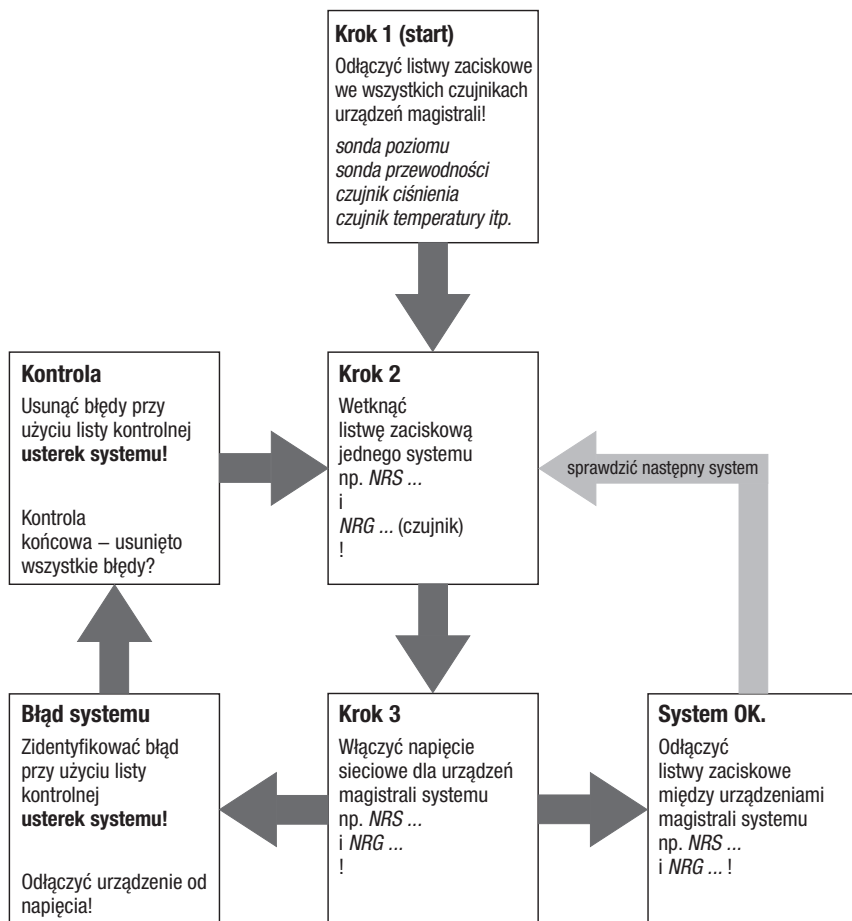 Krok 1 (start)
Odłączyć listwy zaciskowe
we wszystkich czujnikach
urządzeń magistrali!
sonda poziomu
sonda przewodności
czujnik ciśnienia
czujnik temperatury itp.
Kontrola
Usunąć błędy przy
użyciu listy kontrolnej
usterek systemu!
Kontrola
końcowa – usunięto
wszystkie błędy?
Krok 2
Wetknąć
listwę zaciskową
jednego systemu
np. NRS ...
i
NRG ... (czujnik)
!
sprawdzić następny system
Błąd systemu
Zidentyfikować błąd
przy użyciu listy
kontrolnej
usterek systemu!
Odłączyć urządzenie od
napięcia!
Krok 3
Włączyć napięcie
sieciowe dla urządzeń
magistrali systemu
np. NRS ...
i NRG ...
!
System OK.
Odłączyć
listwy zaciskowe
między urządzeniami
magistrali systemu
np. NRS ...
i NRG ... !